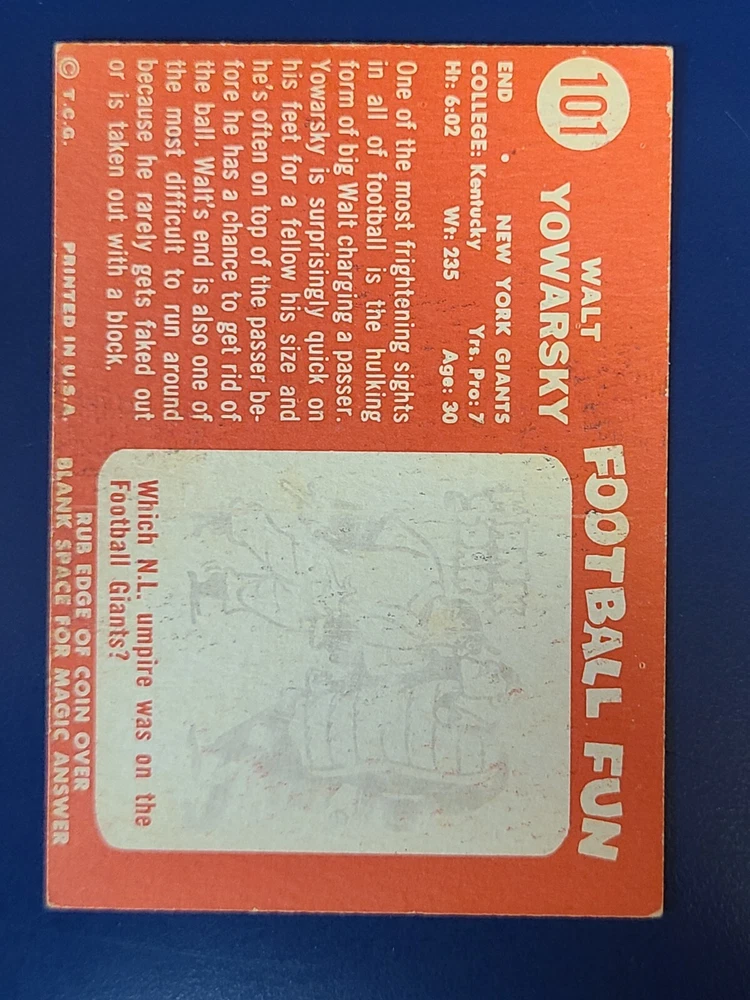 101
WALT
YOWARSKY
END • NEW YORK GIANTS
COLLEGE: Kentucky Yrs. Pro: 7
Ht: 6:02 Wt: 235 Age: 30
One of the most frightening sights
in all of football is the hulking
form of big Walt charging a passer.
Yowarsky is surprisingly quick on
his feet for a fellow his size and
he's often on top of the passer be-
fore he has a chance to get rid of
the ball. Walt's end is also one of
the most difficult to run around
because he rarely gets faked out
or is taken out with a block.
© T.C.G. PRINTED IN U.S.A.
FOOTBALL FUN
Which N.L. umpire was on the
Football Giants?
RUB EDGE OF COIN OVER
BLANK SPACE FOR MAGIC ANSWER